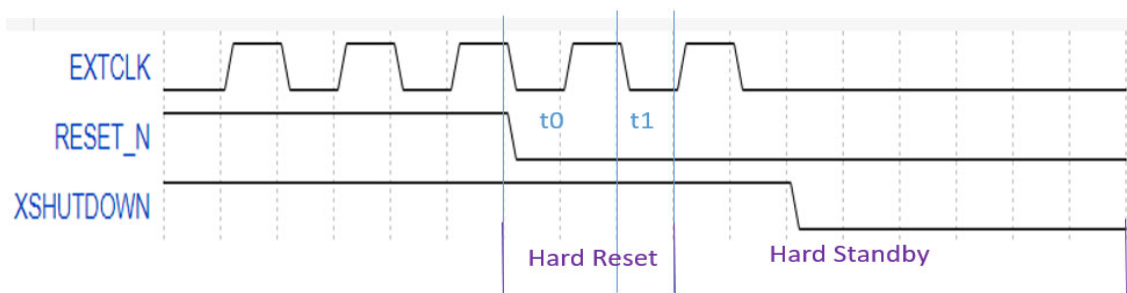 EXTCLK
RESET_N
t0 t1
XSHUTDOWN
Hard Reset
Hard Standby